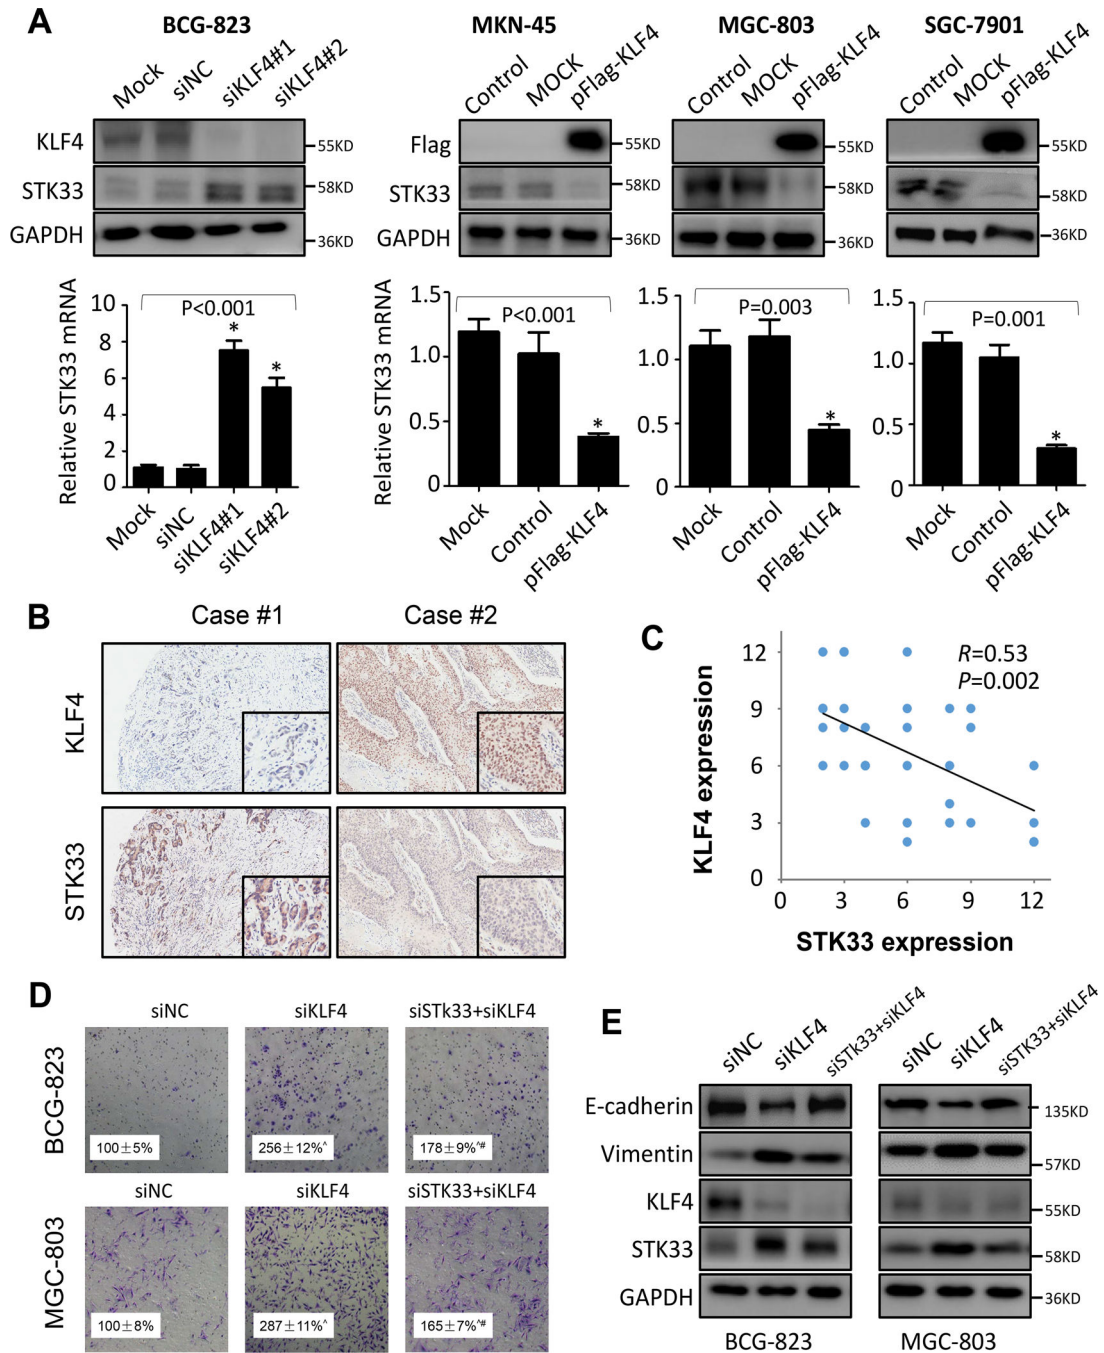 A
BCG-823
MKN-45
MGC-803
SGC-7901
Mock siNC siKLF4#1 siKLF4#2
Control MOCK pFlag-KLF4
Control MOCK pFlag-KLF4
Control MOCK pFlag-KLF4
KLF4 55KD
STK33 58KD
GAPDH 36KD
Flag 55KD 55KD 55KD
STK33 58KD 58KD 58KD
GAPDH 36KD 36KD 36KD
Relative STK33 mRNA
10
8
6
4
2
0
P<0.001
*
*
Mock siNC siKLF4#1 siKLF4#2
Relative STK33 mRNA
1.5
1.0
0.5
0
P<0.001
*
Mock Control pFlag-KLF4
1.5
1.0
0.5
0
P=0.003
*
Mock Control pFlag-KLF4
1.5
1.0
0.5
0
P=0.001
*
Mock Control pFlag-KLF4
B
Case #1 Case #2
KLF4
STK33
C
R=0.53
P=0.002
KLF4 expression
12
9
6
3
0
0 3 6 9 12
STK33 expression
D
siNC siKLF4 siSTk33+siKLF4
BCG-823
100±5% 256±12%^ 178±9%^#
siNC siKLF4 siSTK33+siKLF4
MGC-803
100±8% 287±11%^ 165±7%^#
E
siNC siKLF4 siSTk33+siKLF4
siNC siKLF4 siSTK33+siKLF4
E-cadherin 135KD
Vimentin 57KD
KLF4 55KD
STK33 58KD
GAPDH 36KD
BCG-823 MGC-803